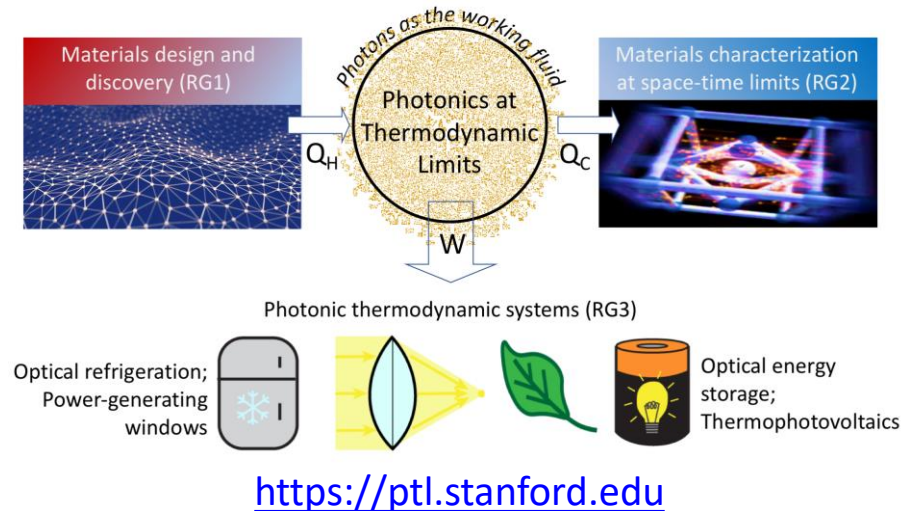 Photons as the working fluid
Materials design and
discovery (RG1)
Photonics at
Thermodynamic
Limits
Materials characterization
at space-time limits (RG2)
QH
QC
W
Photonic thermodynamic systems (RG3)
Optical refrigeration;
Power-generating
windows
Optical energy
storage;
Thermophotovoltaics
https://ptl.stanford.edu